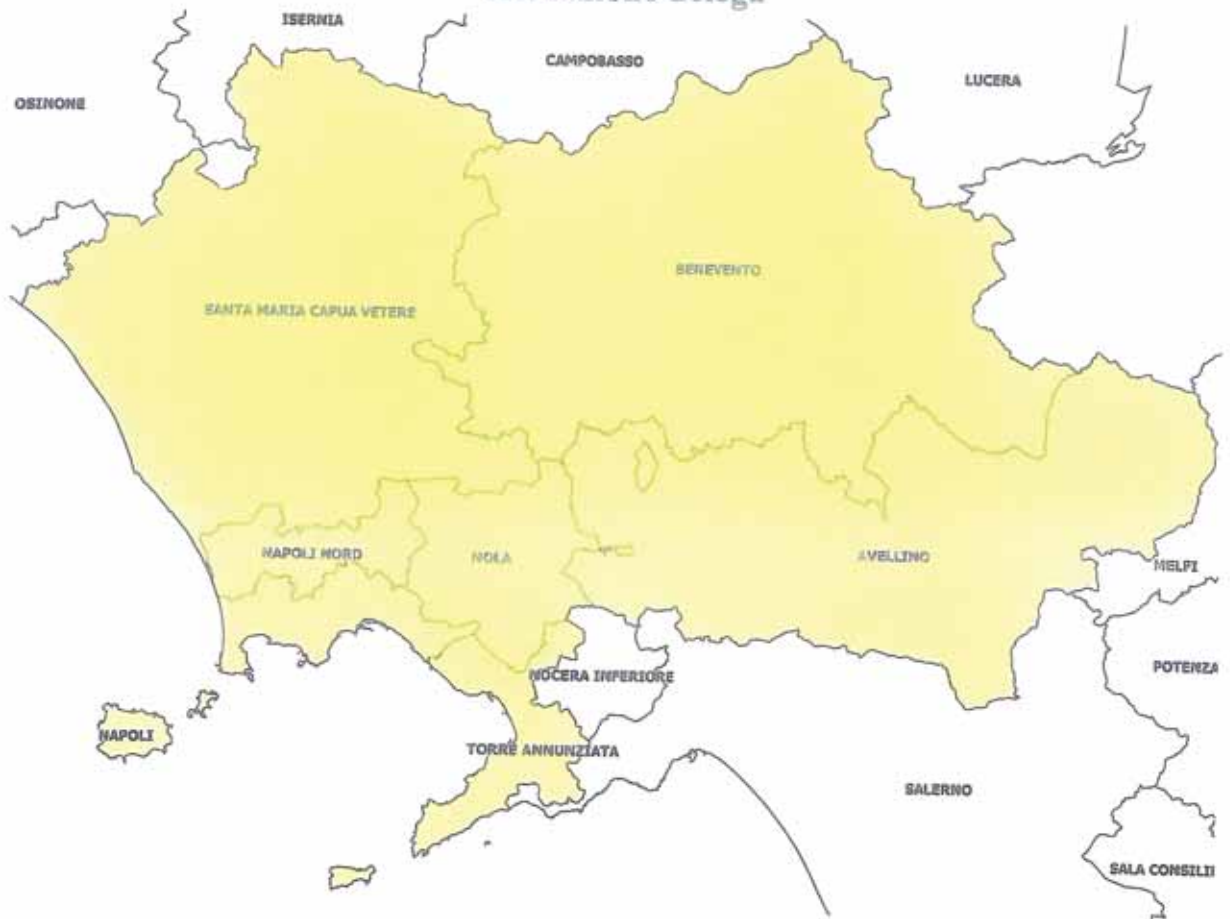 ISERNIA
CAMPOBASSO
LUCERA
OSINONE
BENEVENTO
SANTA MARIA CAPUA VETERE
NAPOLI NORD
NOLA
AVELLINO
MELFI
NOCERA INFERIORE
POTENZA
NAPOLI
TORRE ANNUNZIATA
SALERNO
SALA CONSILI